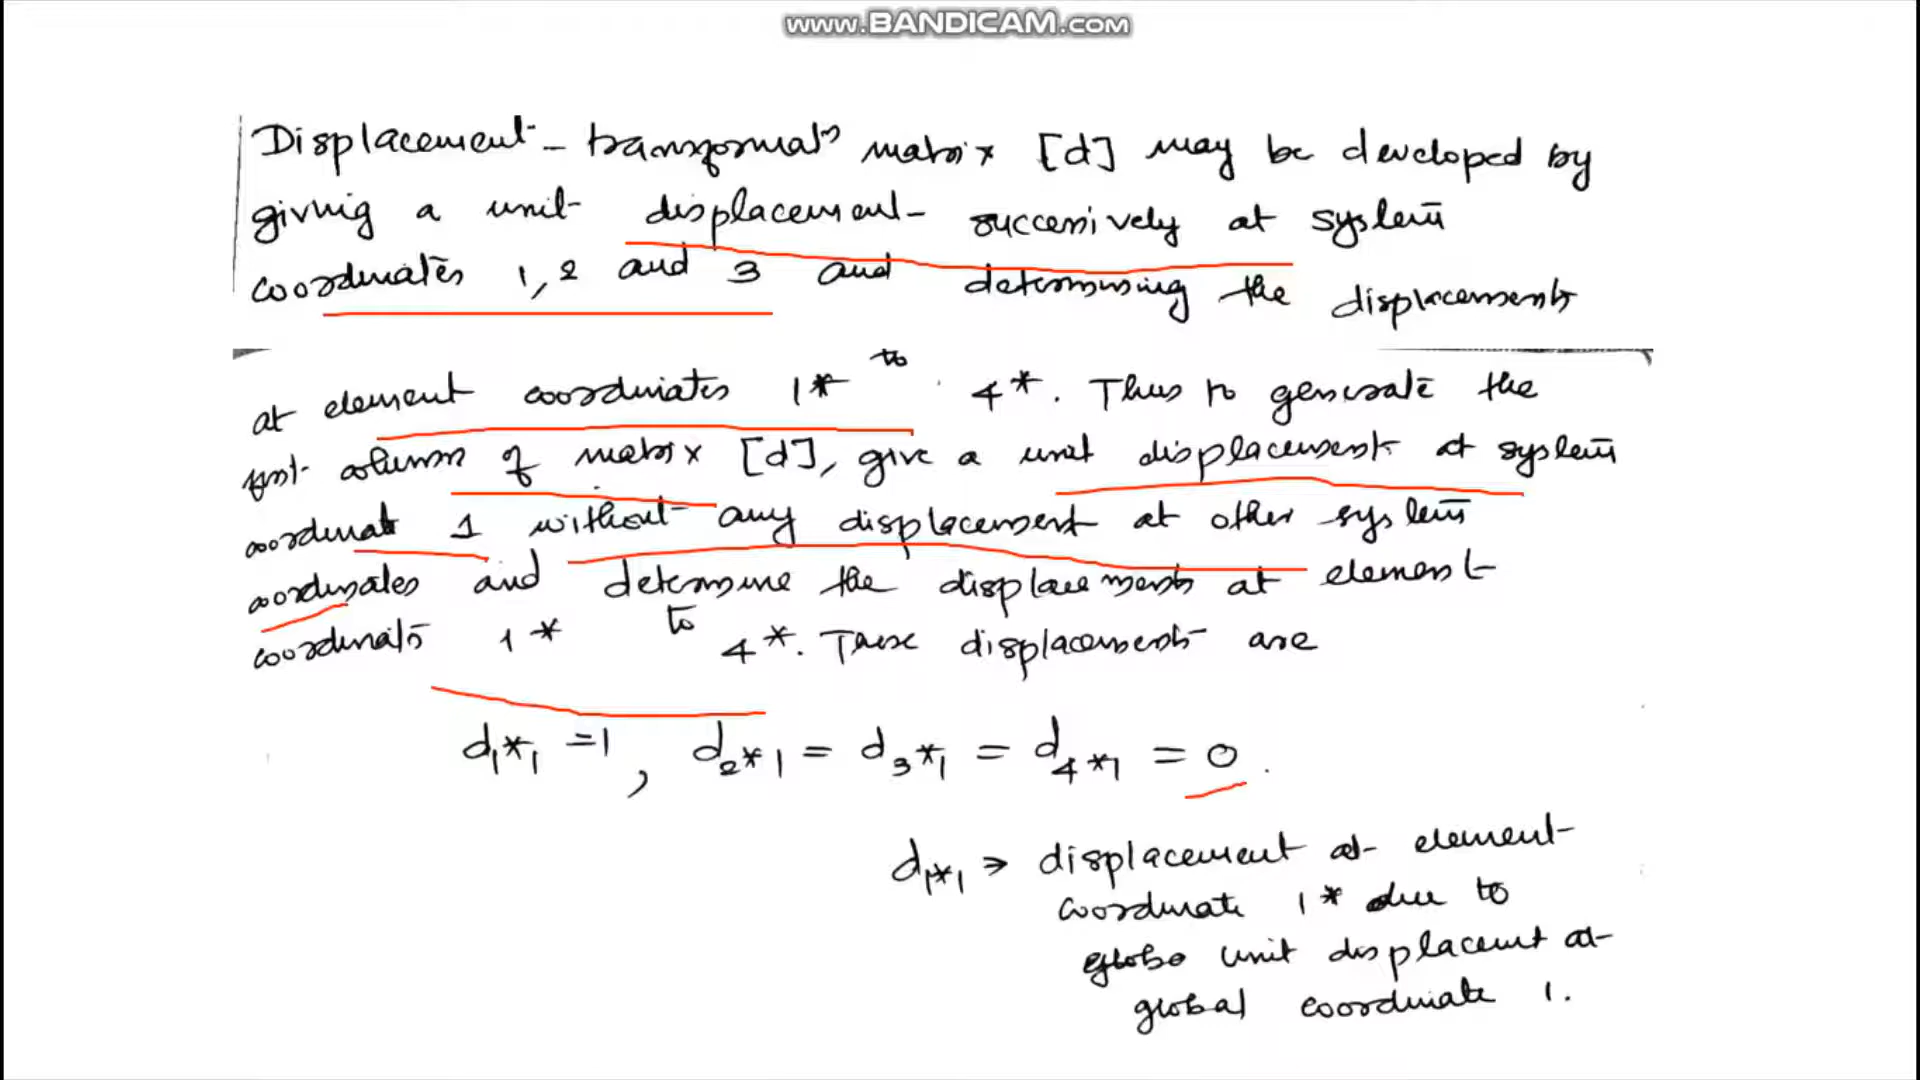 www.BANDICAM.com
Displacement - transformatn matrix [d] may be developed by
giving a unit displacement successively at system
coordinates 1, 2 and 3 and determining the displacements
at element coordinates 1* to 4*. Thus to generate the
first column of matrix [d], give a unit displacement at system
coordinate 1 without any displacement at other system
coordinates and determine the displacements at element
coordinates 1* to 4*. These displacements are
d1*1 = 1, d2*1 = d3*1 = d4*1 = 0.
d1*1 ⇒ displacement at element
coordinate 1* due to
unit displacemt at
global coordinate 1.